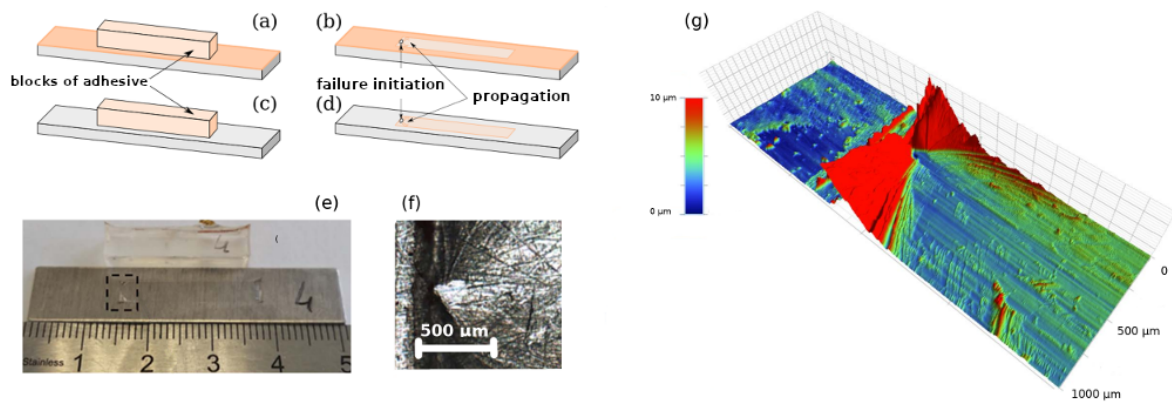 (a)
(b)
blocks of adhesive
failure initiation
propagation
(c)
(d)
(e)
4
4
Stainless
1
2
3
4
5
(f)
500 μm
(g)
10 μm
0 μm
0
500 μm
1000 μm